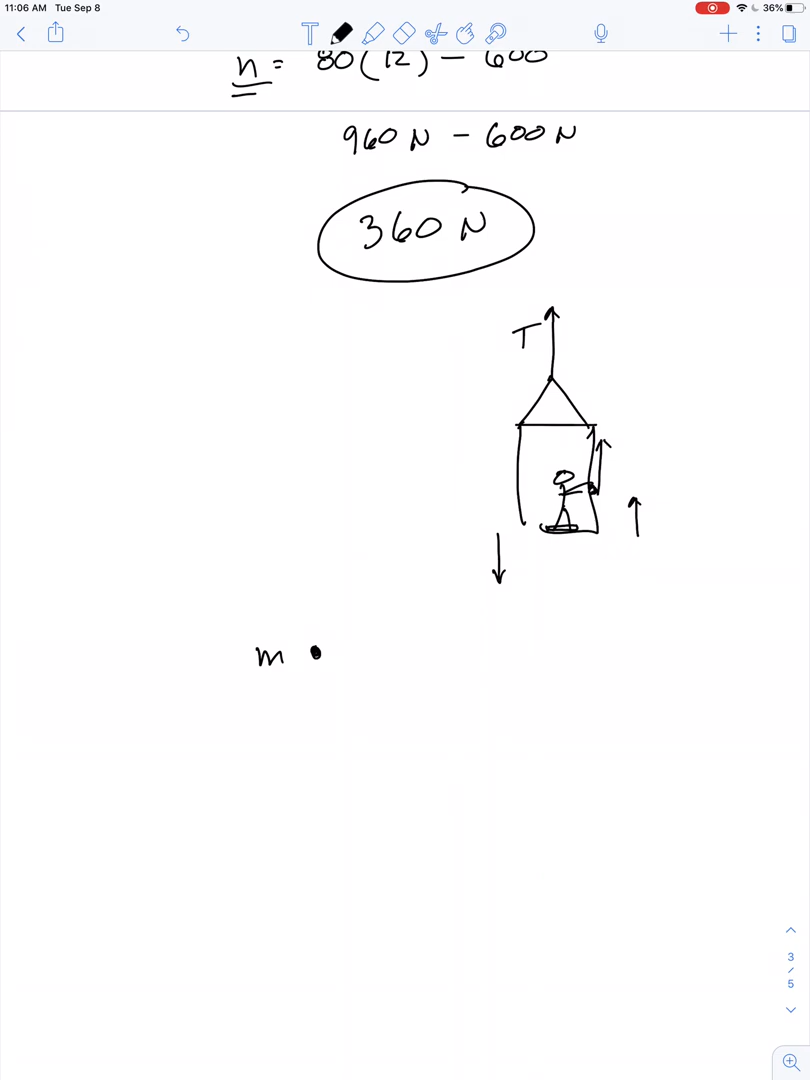 11:06 AM Tue Sep 8
36%
T
n = 80(12) - 600
960 N - 600 N
360 N
T
m
3
/
5